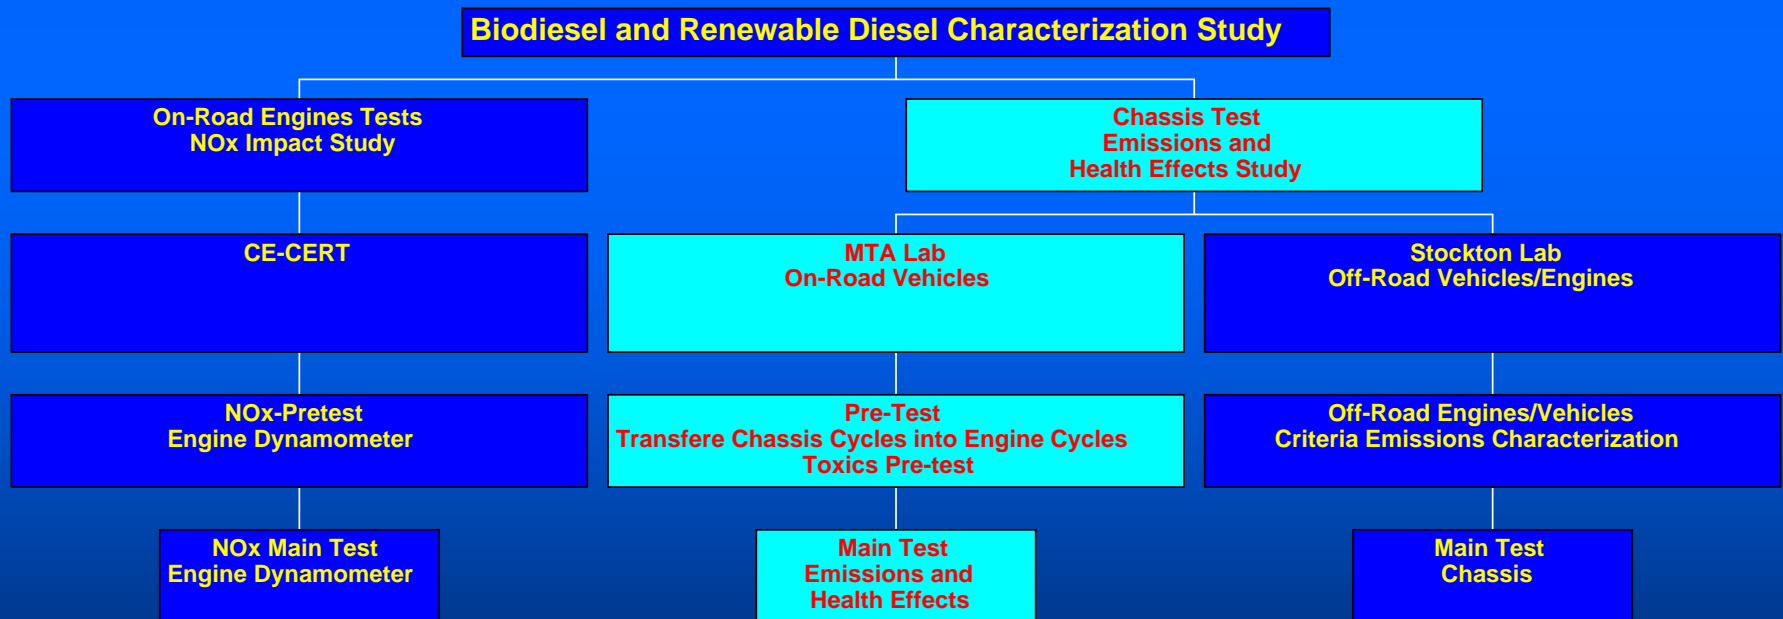 Biodiesel and Renewable Diesel Characterization Study
On-Road Engines Tests
NOx Impact Study
Chassis Test
Emissions and
Health Effects Study
CE-CERT
MTA Lab
On-Road Vehicles
Stockton Lab
Off-Road Vehicles/Engines
NOx-Pretest
Engine Dynamometer
Pre-Test
Transfere Chassis Cycles into Engine Cycles
Toxics Pre-test
Off-Road Engines/Vehicles
Criteria Emissions Characterization
NOx Main Test
Engine Dynamometer
Main Test
Emissions and
Health Effects
Main Test
Chassis